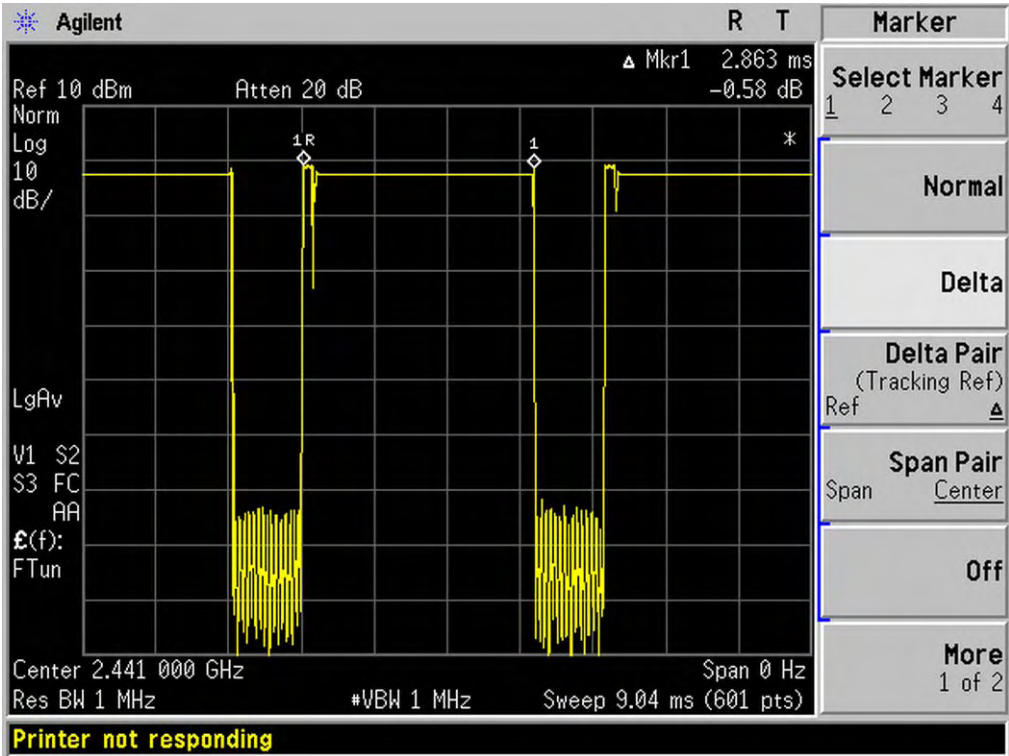 Agilent R T Marker
Δ Mkr1 2.863 ms
Ref 10 dBm Atten 20 dB -0.58 dB
Norm
Log
10
dB/
1R
1
*
LgAv
V1 S2
S3 FC
AA
£(f):
FTun
Center 2.441 000 GHz Span 0 Hz
Res BW 1 MHz #VBW 1 MHz Sweep 9.04 ms (601 pts)
Printer not responding
Select Marker
1 2 3 4
Normal
Delta
Delta Pair
(Tracking Ref)
Ref Δ
Span Pair
Span Center
Off
More
1 of 2